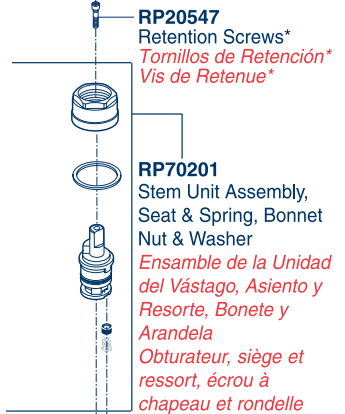 RP20547
Retention Screws*
Tornillos de Retención*
Vis de Retenue*
RP70201
Stem Unit Assembly,
Seat & Spring, Bonnet
Nut & Washer
Ensamble de la Unidad
del Vástago, Asiento y
Resorte, Bonete y
Arandela
Obturateur, siège et
ressort, écrou à
chapeau et rondelle